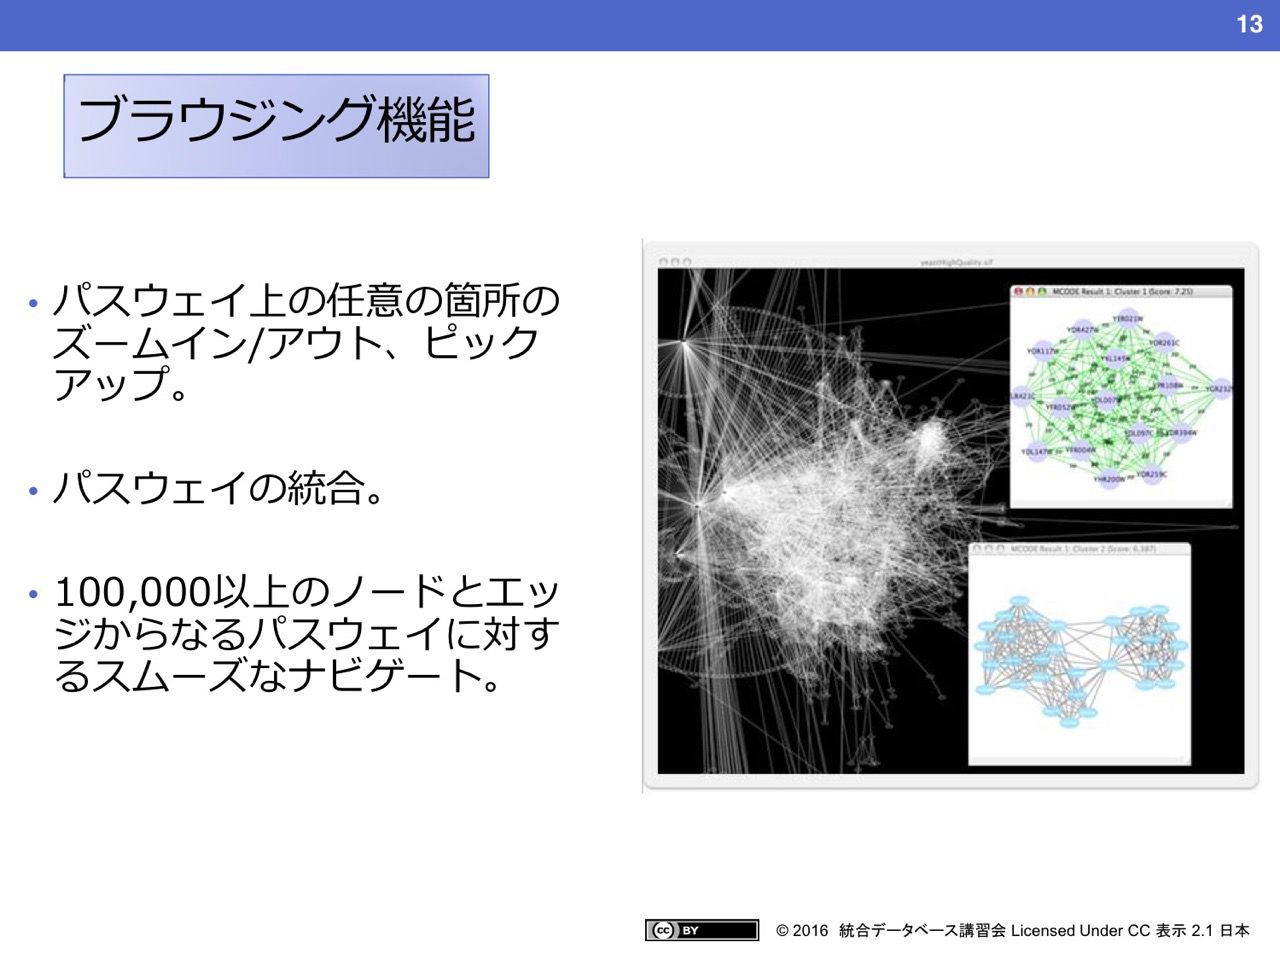 13
ブラウジング機能
• パスウェイ上の任意の箇所の
ズームイン/アウト、ピック
アップ。
• パスウェイの統合。
• 100,000以上のノードとエッ
ジからなるパスウェイに対す
るスムーズなナビゲート。
yeastHighQuality.sif
MCODE Result 1: Cluster 1 (Score: 7.25)
YER021W
YDR427W
YOR261C
YOR117W
YKL145W
YPR108W
YGR232W
YFR052W
YDL007W
YDL097C
YDR394W
YDL147W
YFR004W
YHR200W
YOR259C
MCODE Result 1: Cluster 2 (Score: 6.387)
cc BY
© 2016 統合データベース講習会 Licensed Under CC 表示 2.1 日本